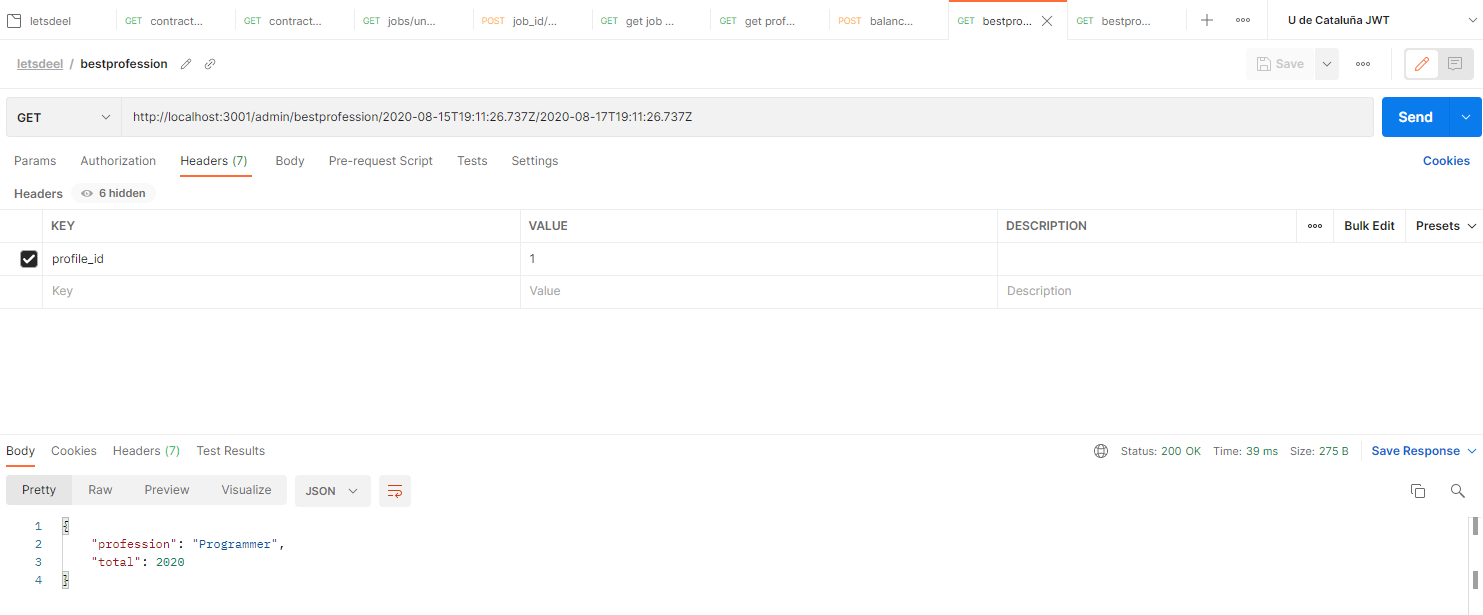 letsdeel GET contract... GET contract... GET jobs/un... POST job_id/... GET get job ... GET get prof... POST balanc... GET bestpro... GET bestpro... U de Cataluña JWT
letsdeel / bestprofession Save
GET http://localhost:3001/admin/bestprofession/2020-08-15T19:11:26.737Z/2020-08-17T19:11:26.737Z Send
Params Authorization Headers (7) Body Pre-request Script Tests Settings Cookies
Headers 6 hidden
KEY VALUE DESCRIPTION Bulk Edit Presets
profile_id 1
Key Value Description
Body Cookies Headers (7) Test Results Status: 200 OK Time: 39 ms Size: 275 B Save Response
Pretty Raw Preview Visualize JSON
1 {
2 "profession": "Programmer",
3 "total": 2020
4 }